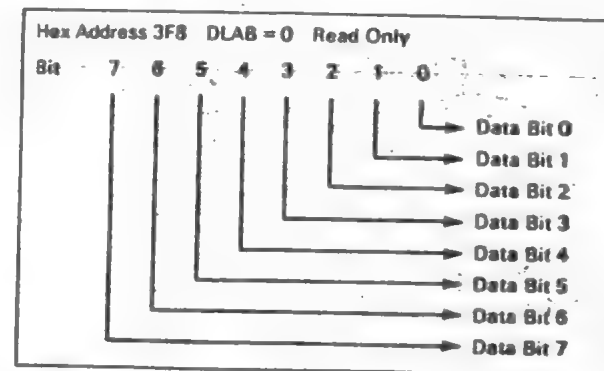 Hex Address 3F8 DLAB = 0 Read Only
Bit 7 6 5 4 3 2 1 0
Data Bit 0
Data Bit 1
Data Bit 2
Data Bit 3
Data Bit 4
Data Bit 5
Data Bit 6
Data Bit 7